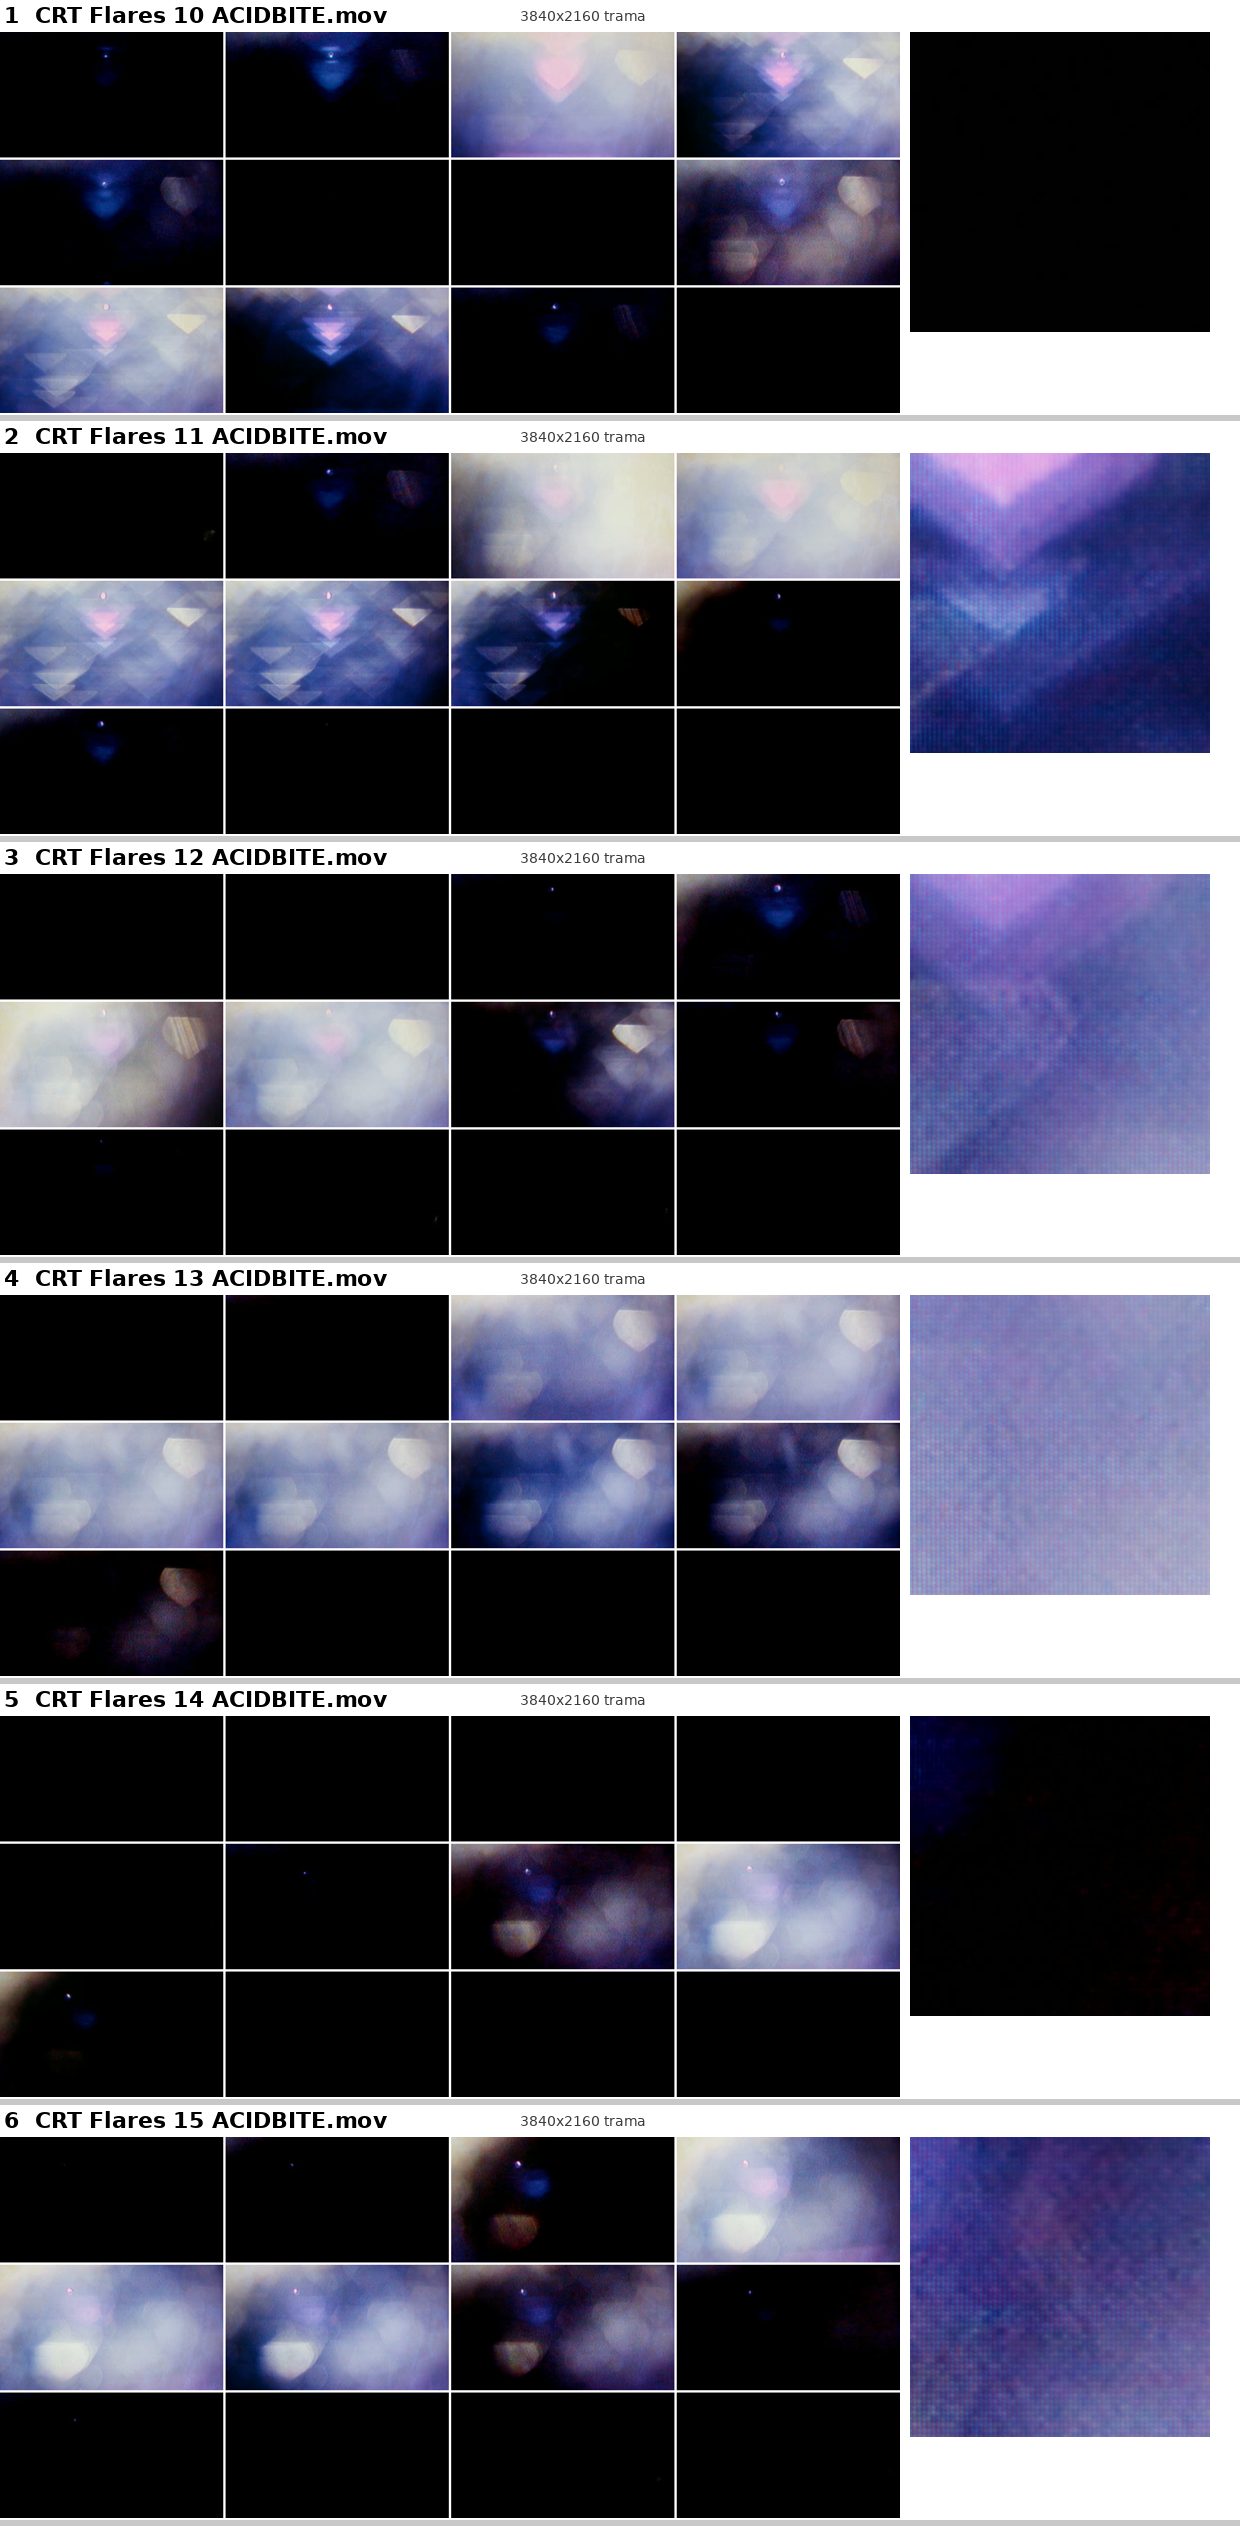 1 CRT Flares 10 ACIDBITE.mov 3840x2160 trama
2 CRT Flares 11 ACIDBITE.mov 3840x2160 trama
3 CRT Flares 12 ACIDBITE.mov 3840x2160 trama
4 CRT Flares 13 ACIDBITE.mov 3840x2160 trama
5 CRT Flares 14 ACIDBITE.mov 3840x2160 trama
6 CRT Flares 15 ACIDBITE.mov 3840x2160 trama